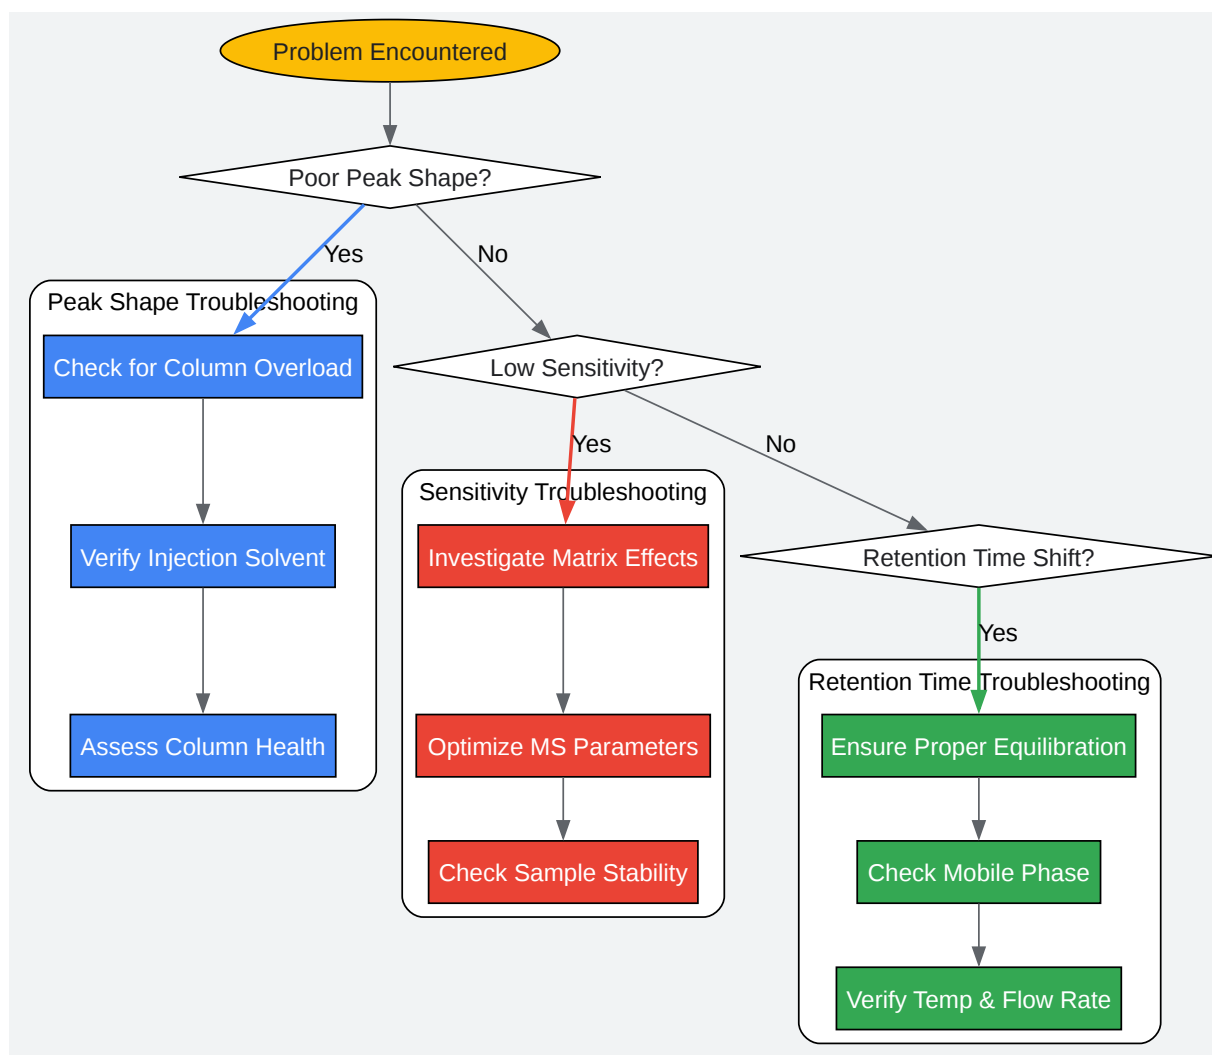 Problem Encountered
Poor Peak Shape?
Yes
No
Peak Shape Troubleshooting
Check for Column Overload
Verify Injection Solvent
Assess Column Health
Low Sensitivity?
Yes
No
Sensitivity Troubleshooting
Investigate Matrix Effects
Optimize MS Parameters
Check Sample Stability
Retention Time Shift?
Yes
Retention Time Troubleshooting
Ensure Proper Equilibration
Check Mobile Phase
Verify Temp & Flow Rate